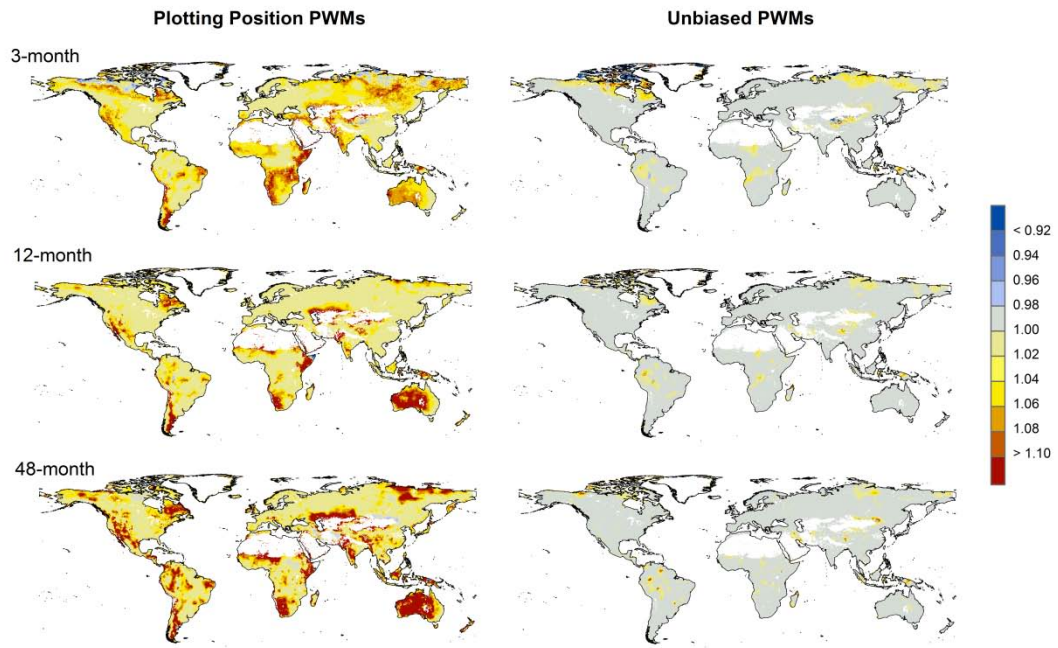 Plotting Position PWMs
Unbiased PWMs
3-month
12-month
48-month
< 0.92
0.94
0.96
0.98
1.00
1.02
1.04
1.06
1.08
> 1.10